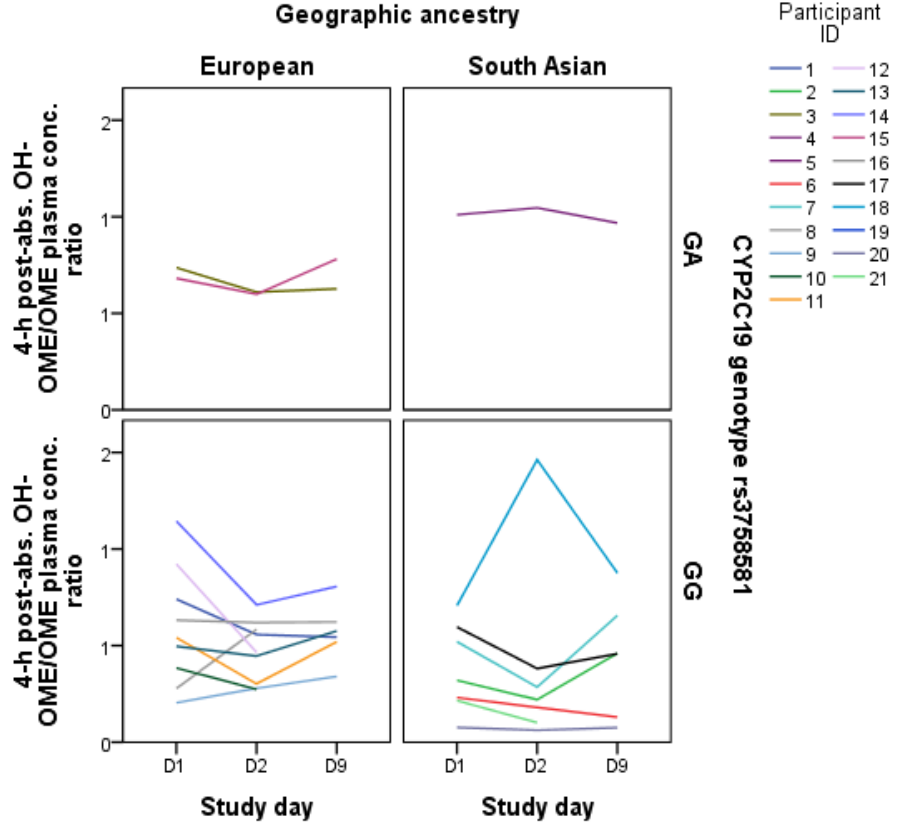 Geographic ancestry
European
South Asian
4-h post-abs. OH-
OME/OME plasma conc.
ratio
2
1
1
0
GA
4-h post-abs. OH-
OME/OME plasma conc.
ratio
2
1
1
0
GG
D1
D2
D9
D1
D2
D9
Study day
Study day
CYP2C19 genotype rs3758581
Participant
ID
1
2
3
4
5
6
7
8
9
10
11
12
13
14
15
16
17
18
19
20
21